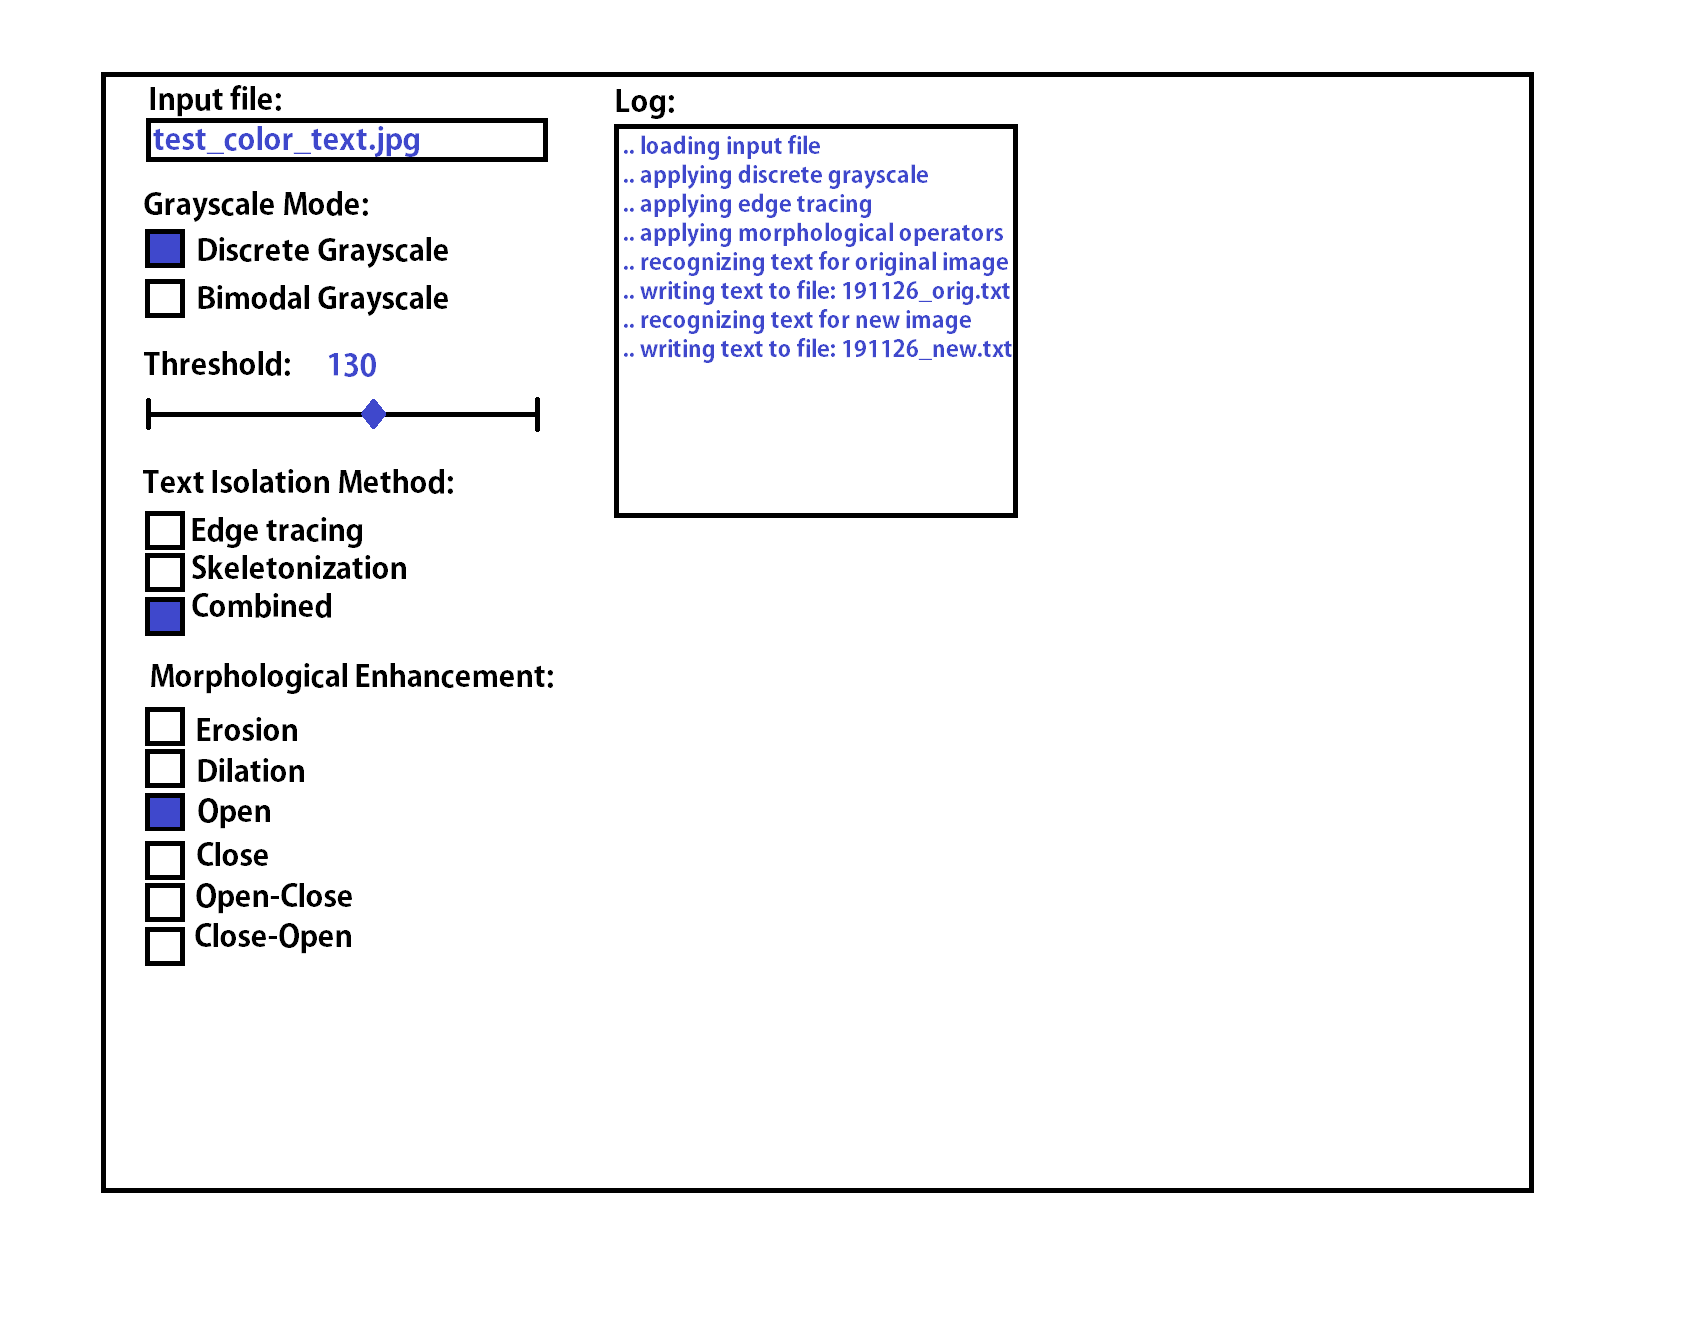 Input file:
test_color_text.jpg
Grayscale Mode:
Discrete Grayscale
Bimodal Grayscale
Threshold: 130
Text Isolation Method:
Edge tracing
Skeletonization
Combined
Morphological Enhancement:
Erosion
Dilation
Open
Close
Open-Close
Close-Open
Log:
.. loading input file
.. applying discrete grayscale
.. applying edge tracing
.. applying morphological operators
.. recognizing text for original image
.. writing text to file: 191126_orig.txt
.. recognizing text for new image
.. writing text to file: 191126_new.txt